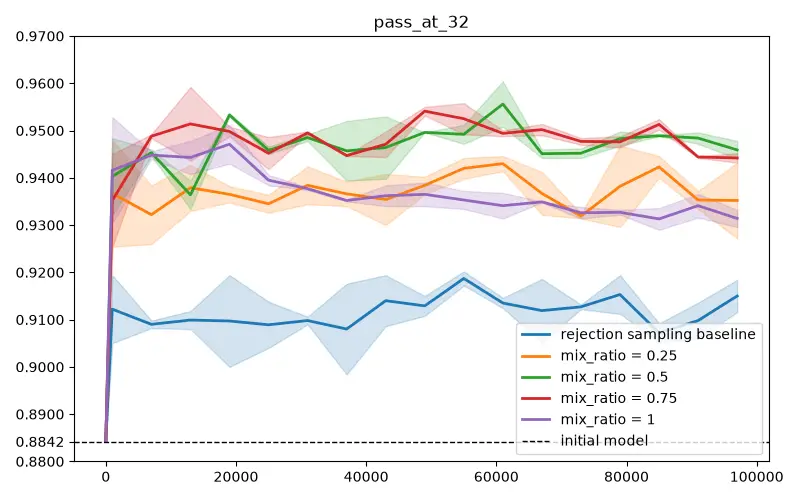 pass_at_32
0.9700
0.9600
0.9500
0.9400
0.9300
0.9200
0.9100
0.9000
0.8900
0.8842
0.8800
rejection sampling baseline
mix_ratio = 0.25
mix_ratio = 0.5
mix_ratio = 0.75
mix_ratio = 1
initial model
0 20000 40000 60000 80000 100000